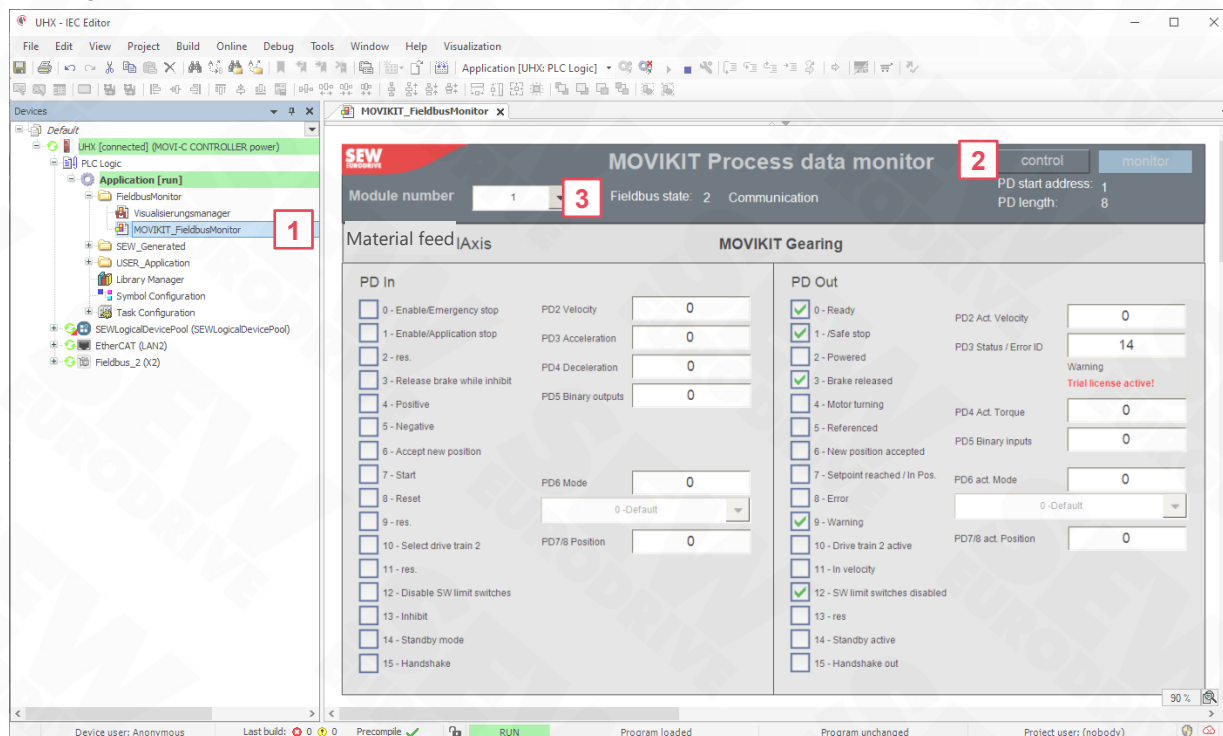 UHX - IEC Editor
File Edit View Project Build Online Debug Tools Window Help Visualization
Application [UHX: PLC Logic]
Devices
MOVIKIT_FieldbusMonitor
Default
UHX [connected] (MOVI-C CONTROLLER power)
PLC Logic
Application [run]
FieldbusMonitor
Visualisierungsmanager
MOVIKIT_FieldbusMonitor
1
SEW_Generated
USER_Application
Library Manager
Symbol Configuration
Task Configuration
SEWLogicalDevicePool (SEWLogicalDevicePool)
EtherCAT (LAN2)
Fieldbus_2 (X2)
SEW
EURODRIVE
MOVIKIT Process data monitor
2
control
monitor
Module number
1
3
Fieldbus state: 2 Communication
PD start address: 1
PD length: 8
Material feed lAxis
MOVIKIT Gearing
PD In
0 - Enable/Emergency stop
1 - Enable/Application stop
2 - res.
3 - Release brake while inhibit
4 - Positive
5 - Negative
6 - Accept new position
7 - Start
8 - Reset
9 - res.
10 - Select drive train 2
11 - res.
12 - Disable SW limit switches
13 - Inhibit
14 - Standby mode
15 - Handshake
PD2 Velocity 0
PD3 Acceleration 0
PD4 Deceleration 0
PD5 Binary outputs 0
PD6 Mode 0
0 -Default
PD7/8 Position 0
PD Out
0 - Ready
1 - /Safe stop
2 - Powered
3 - Brake released
4 - Motor turning
5 - Referenced
6 - New position accepted
7 - Setpoint reached / In Pos.
8 - Error
9 - Warning
10 - Drive train 2 active
11 - In velocity
12 - SW limit switches disabled
13 - res
14 - Standby active
15 - Handshake out
PD2 Act. Velocity 0
PD3 Status / Error ID 14
Warning
Trial license active!
PD4 Act. Torque 0
PD5 Binary inputs 0
PD6 act. Mode 0
0 -Default
PD7/8 act. Position 0
90 %
Device user: Anonymous Last build: 0 0 Precompile RUN Program loaded Program unchanged Project user: (nobody)
SEW
EURODRIVE